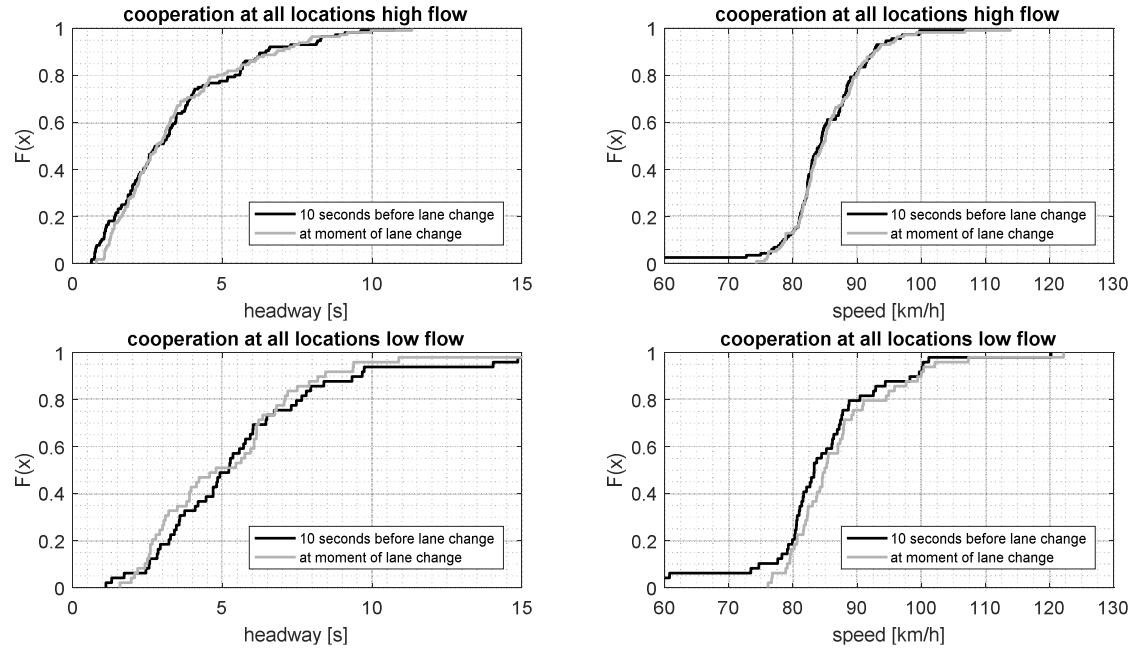 cooperation at all locations high flow
1
0.8
0.6
0.4
0.2
0
F(x)
10 seconds before lane change
at moment of lane change
0 5 10 15
headway [s]
cooperation at all locations high flow
1
0.8
0.6
0.4
0.2
0
F(x)
10 seconds before lane change
at moment of lane change
60 70 80 90 100 110 120 130
speed [km/h]
cooperation at all locations low flow
1
0.8
0.6
0.4
0.2
0
F(x)
10 seconds before lane change
at moment of lane change
0 5 10 15
headway [s]
cooperation at all locations low flow
1
0.8
0.6
0.4
0.2
0
F(x)
10 seconds before lane change
at moment of lane change
60 70 80 90 100 110 120 130
speed [km/h]